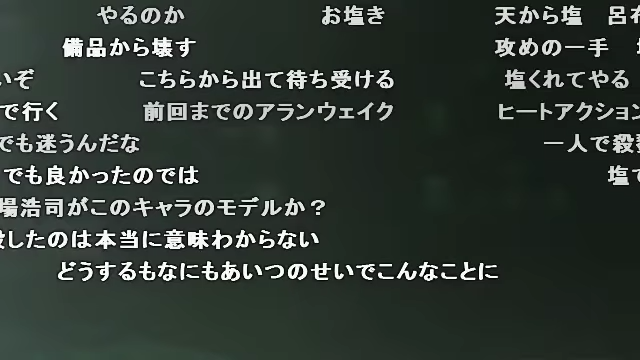 やるのか お塩き 天から塩 呂布
備品から壊す 攻めの一手
いぞ こちらから出て待ち受ける 塩くれてやる
で行く 前回までのアランウェイク ヒートアクション
でも迷うんだな 一人で殺
でも良かったのでは 塩で
場浩司がこのキャラのモデルか？
したのは本当に意味わからない
どうするもなにもあいつのせいでこんなことに